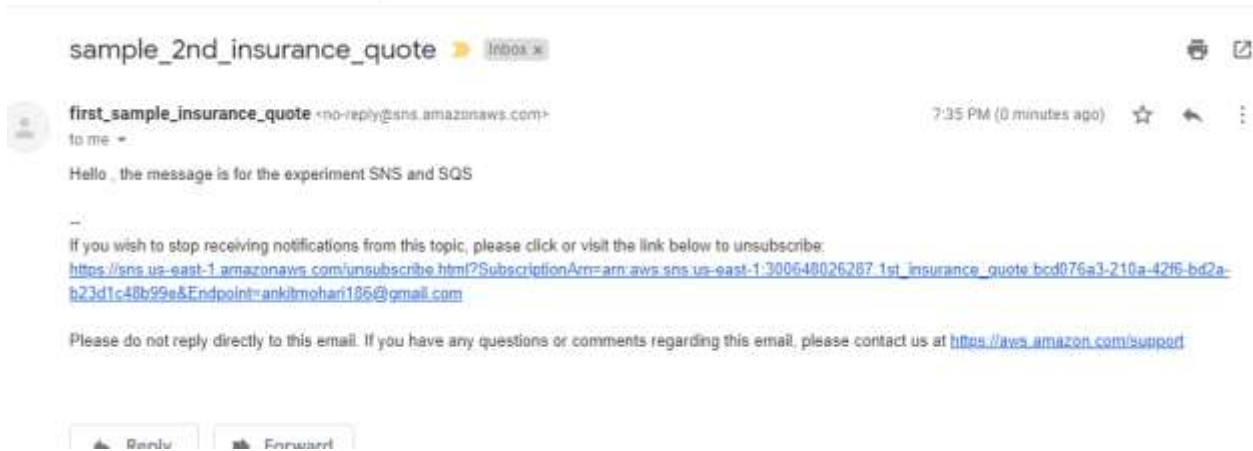 sample_2nd_insurance_quote Inbox x
first_sample_insurance_quote <no-reply@sns.amazonaws.com> 7:35 PM (0 minutes ago)
to me
Hello , the message is for the experiment SNS and SQS
--
If you wish to stop receiving notifications from this topic, please click or visit the link below to unsubscribe:
https://sns.us-east-1.amazonaws.com/unsubscribe.html?SubscriptionArn=arn:aws:sns:us-east-1:300648026287:1st_insurance_quote:bcd076a3-210a-42f6-bd2a-
b23d1c48b99e&Endpoint=ankitmohari186@gmail.com
Please do not reply directly to this email. If you have any questions or comments regarding this email, please contact us at https://aws.amazon.com/support
Reply Forward